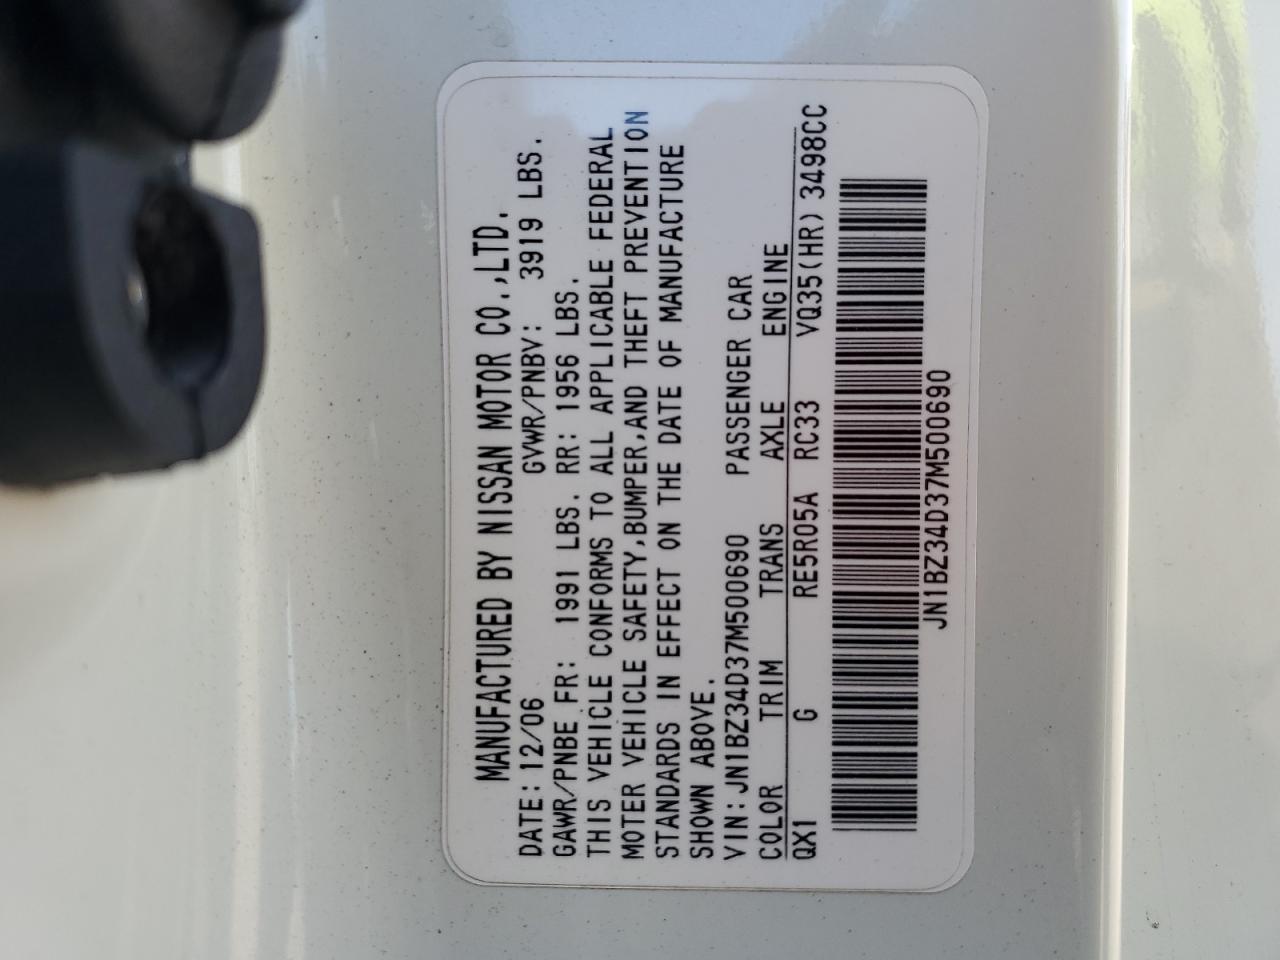 MANUFACTURED BY NISSAN MOTOR CO.,LTD.
DATE: 12/06 GVWR/PNBV: 3919 LBS.
GAWR/PNBE FR: 1991 LBS. RR: 1956 LBS.
THIS VEHICLE CONFORMS TO ALL APPLICABLE FEDERAL
MOTER VEHICLE SAFETY,BUMPER,AND THEFT PREVENTION
STANDARDS IN EFFECT ON THE DATE OF MANUFACTURE
SHOWN ABOVE.
VIN: JN1BZ34D37M500690 PASSENGER CAR
COLOR TRIM TRANS AXLE ENGINE
QX1 G RE5R05A RC33 VQ35(HR) 3498CC
JN1BZ34D37M500690